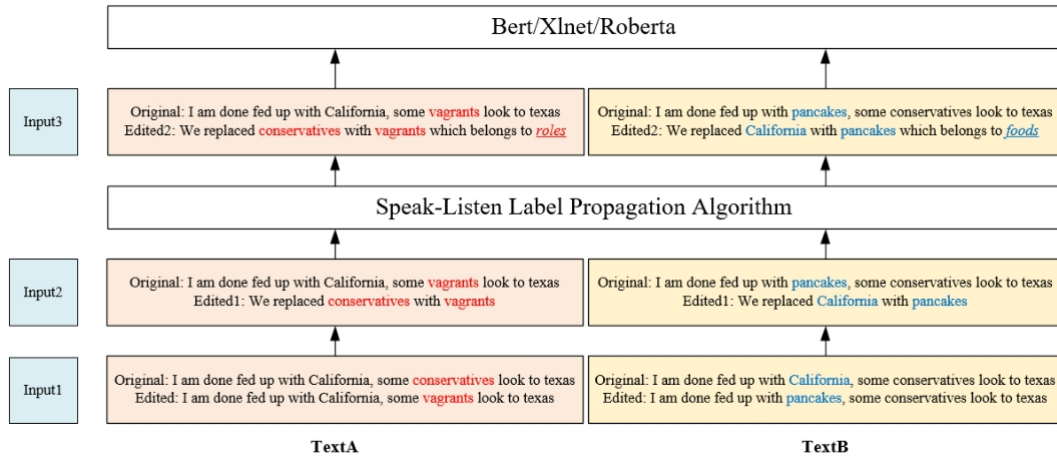 Bert/Xlnet/Roberta
Input3
Original: I am done fed up with California, some vagrants look to texas
Edited2: We replaced conservatives with vagrants which belongs to roles
Original: I am done fed up with pancakes, some conservatives look to texas
Edited2: We replaced California with pancakes which belongs to foods
Speak-Listen Label Propagation Algorithm
Input2
Original: I am done fed up with California, some vagrants look to texas
Edited1: We replaced conservatives with vagrants
Original: I am done fed up with pancakes, some conservatives look to texas
Edited1: We replaced California with pancakes
Input1
Original: I am done fed up with California, some conservatives look to texas
Edited: I am done fed up with California, some vagrants look to texas
Original: I am done fed up with California, some conservatives look to Texas
Edited: I am done fed up with pancakes, some conservatives look to texas
TextA
TextB